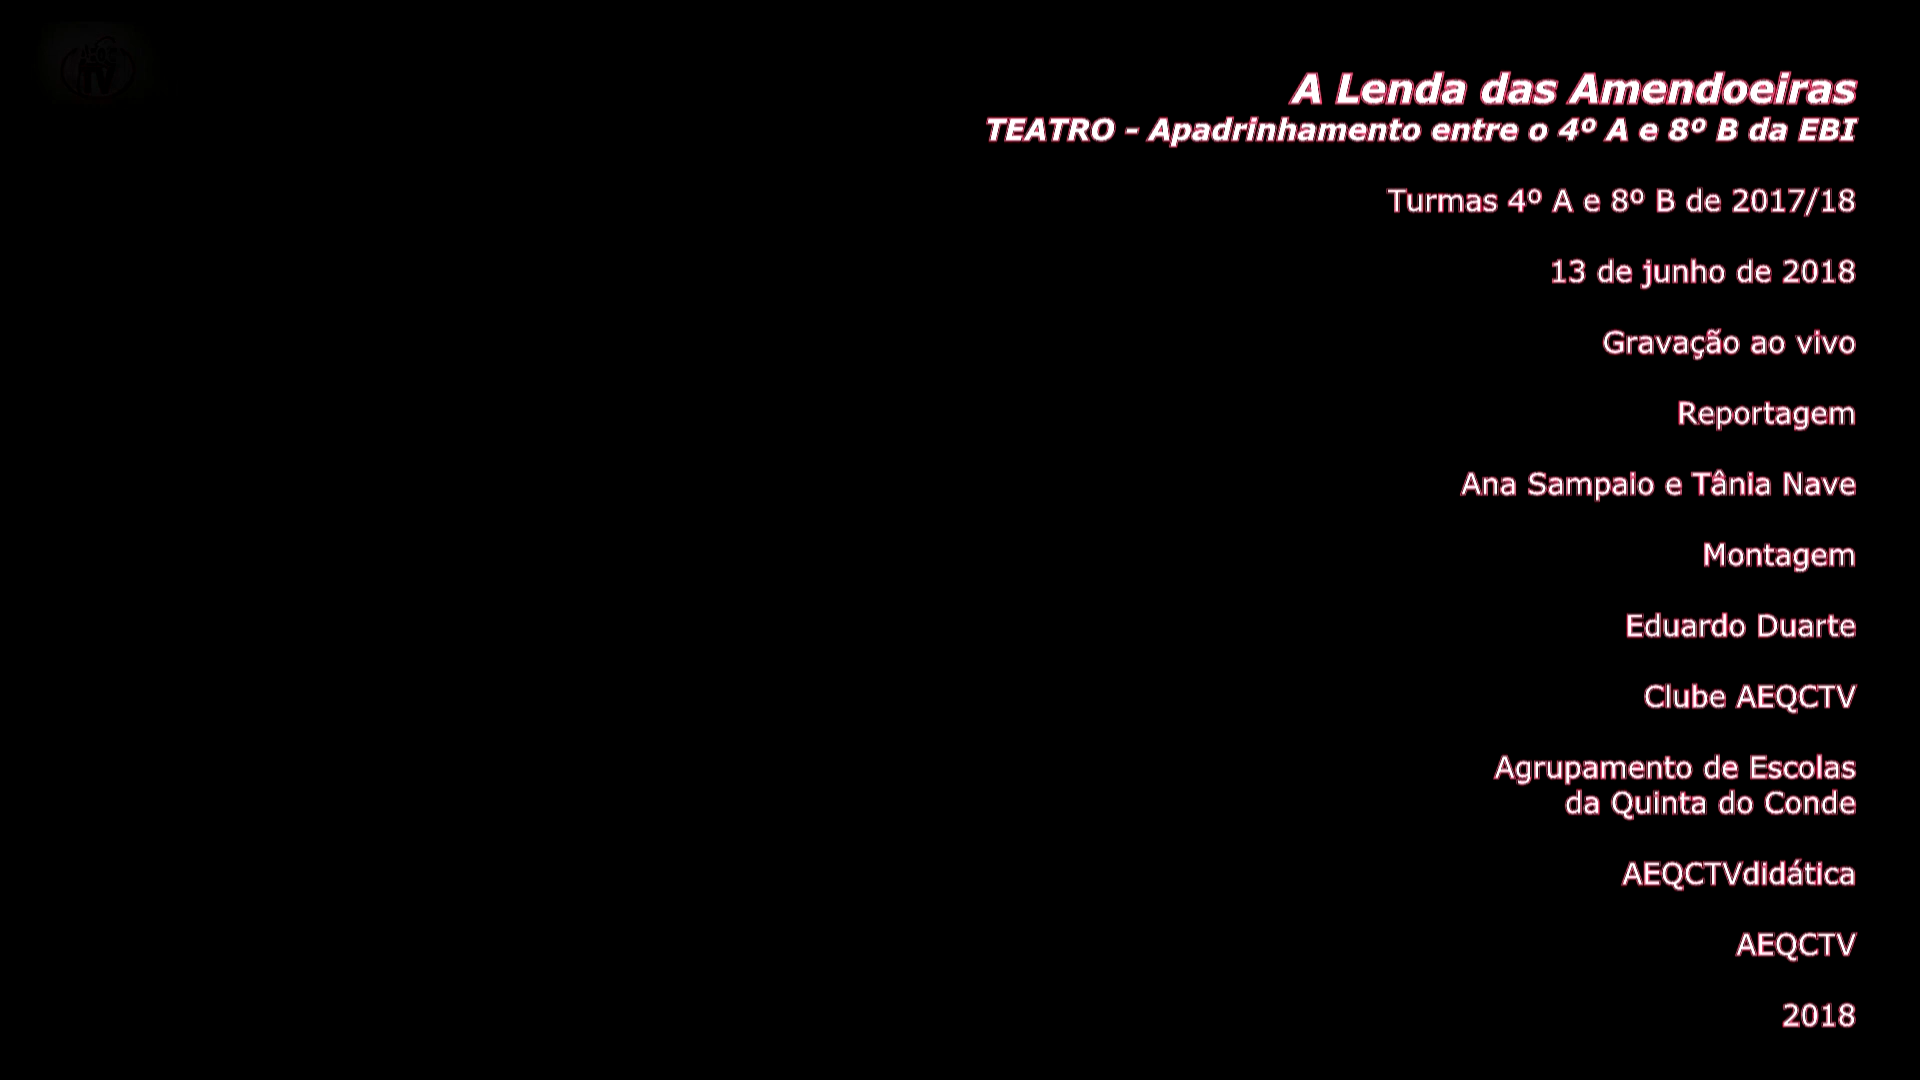 A Lenda das Amendoeiras
TEATRO - Apadrinhamento entre o 4º A e 8º B da EBI
Turmas 4º A e 8º B de 2017/18
13 de junho de 2018
Gravação ao vivo
Reportagem
Ana Sampaio e Tânia Nave
Montagem
Eduardo Duarte
Clube AEQCTV
Agrupamento de Escolas
da Quinta do Conde
AEQCTVdidática
AEQCTV
2018